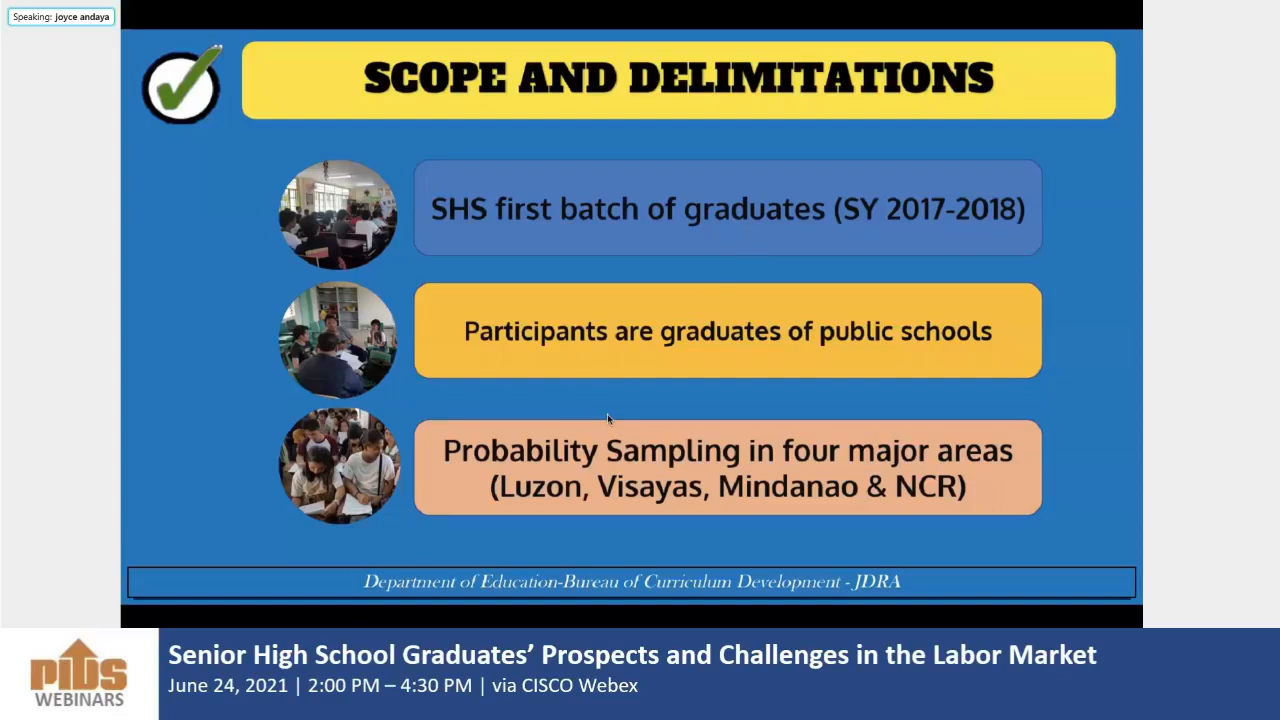 Speaking: joyce andaya
SCOPE AND DELIMITATIONS
SHS first batch of graduates (SY 2017-2018)
Participants are graduates of public schools
Probability Sampling in four major areas
(Luzon, Visayas, Mindanao & NCR)
Department of Education-Bureau of Curriculum Development - JDRA
pids
WEBINARS
Senior High School Graduates’ Prospects and Challenges in the Labor Market
June 24, 2021 | 2:00 PM – 4:30 PM | via CISCO Webex